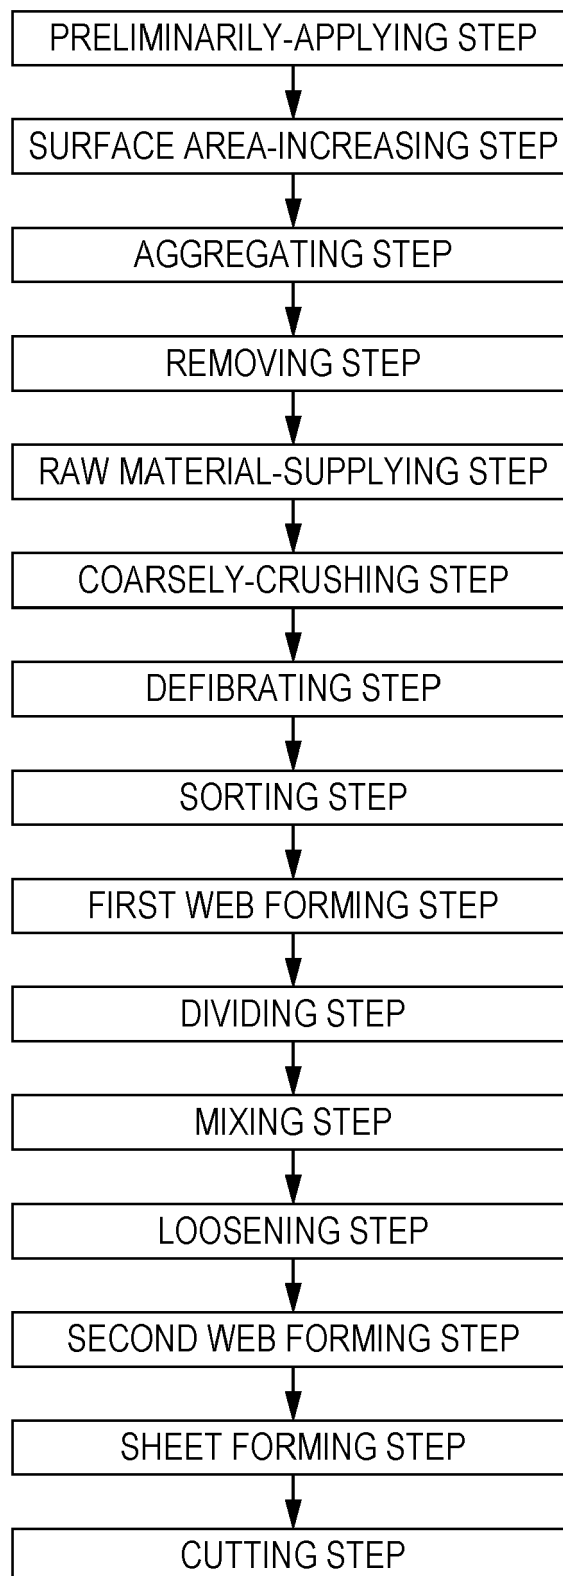 PRELIMINARILY-APPLYING STEP
SURFACE AREA-INCREASING STEP
AGGREGATING STEP
REMOVING STEP
RAW MATERIAL-SUPPLYING STEP
COARSELY-CRUSHING STEP
DEFIBRATING STEP
SORTING STEP
FIRST WEB FORMING STEP
DIVIDING STEP
MIXING STEP
LOOSENING STEP
SECOND WEB FORMING STEP
SHEET FORMING STEP
CUTTING STEP